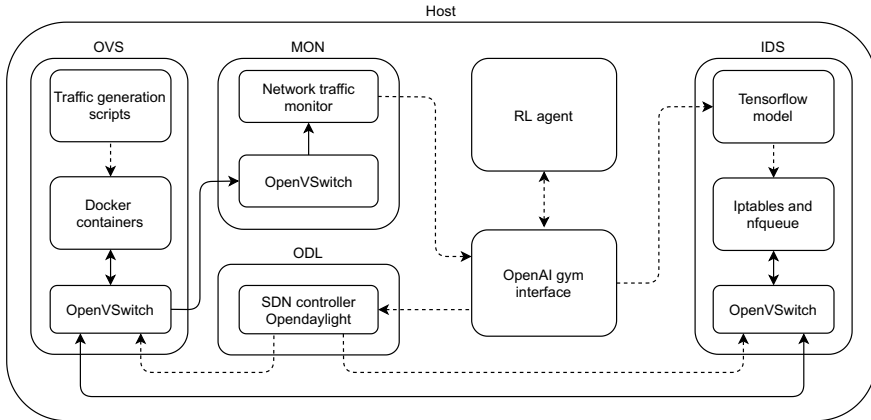 Host
OVS
Traffic generation
scripts
Docker
containers
OpenVSwitch
MON
Network traffic
monitor
OpenVSwitch
ODL
SDN controller
Opendaylight
RL agent
OpenAI gym
interface
IDS
Tensorflow
model
Iptables and
nfqueue
OpenVSwitch